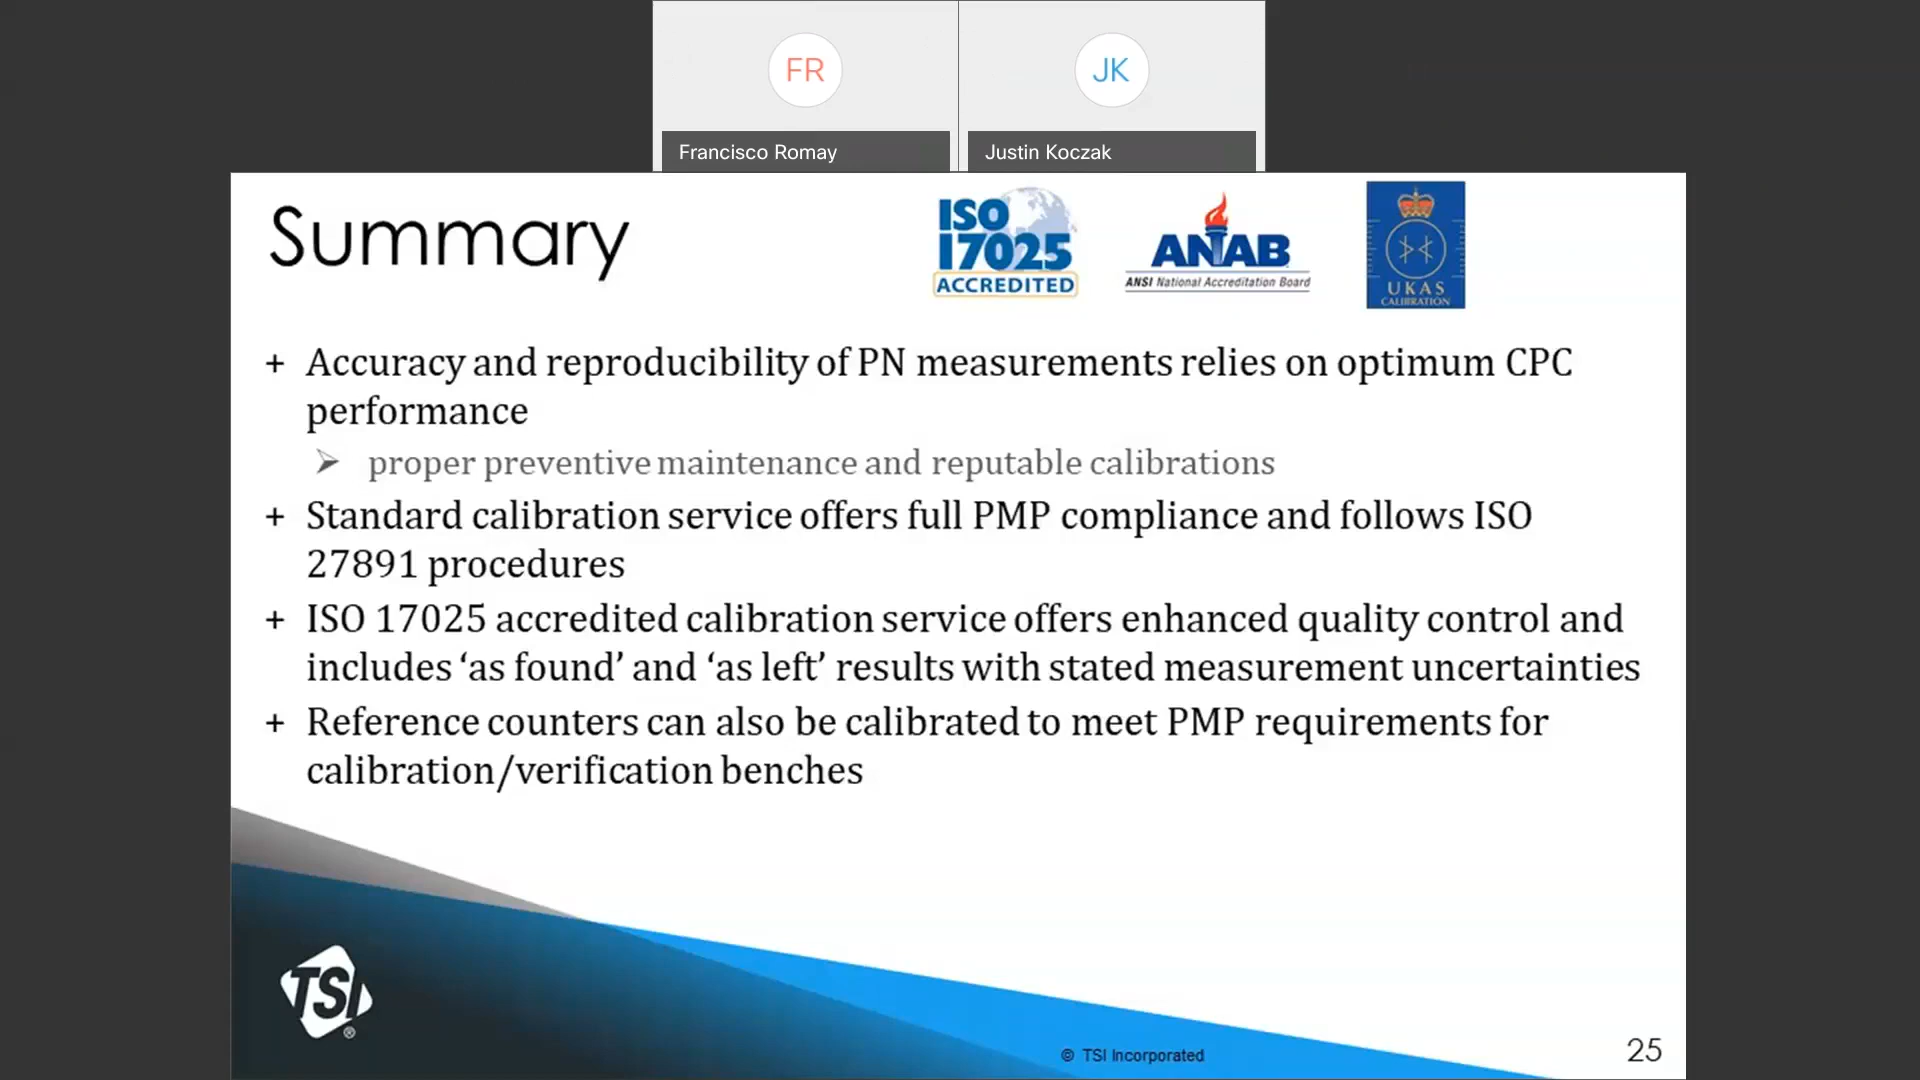 FR
JK
Francisco Romay
Justin Koczak
Summary
ISO
17025
ACCREDITED
ANAB
ANSI National Accreditation Board
UKAS
CALIBRATION
+ Accuracy and reproducibility of PN measurements relies on optimum CPC
performance
➢ proper preventive maintenance and reputable calibrations
+ Standard calibration service offers full PMP compliance and follows ISO
27891 procedures
+ ISO 17025 accredited calibration service offers enhanced quality control and
includes ‘as found’ and ‘as left’ results with stated measurement uncertainties
+ Reference counters can also be calibrated to meet PMP requirements for
calibration/verification benches
TSI®
© TSI Incorporated
25